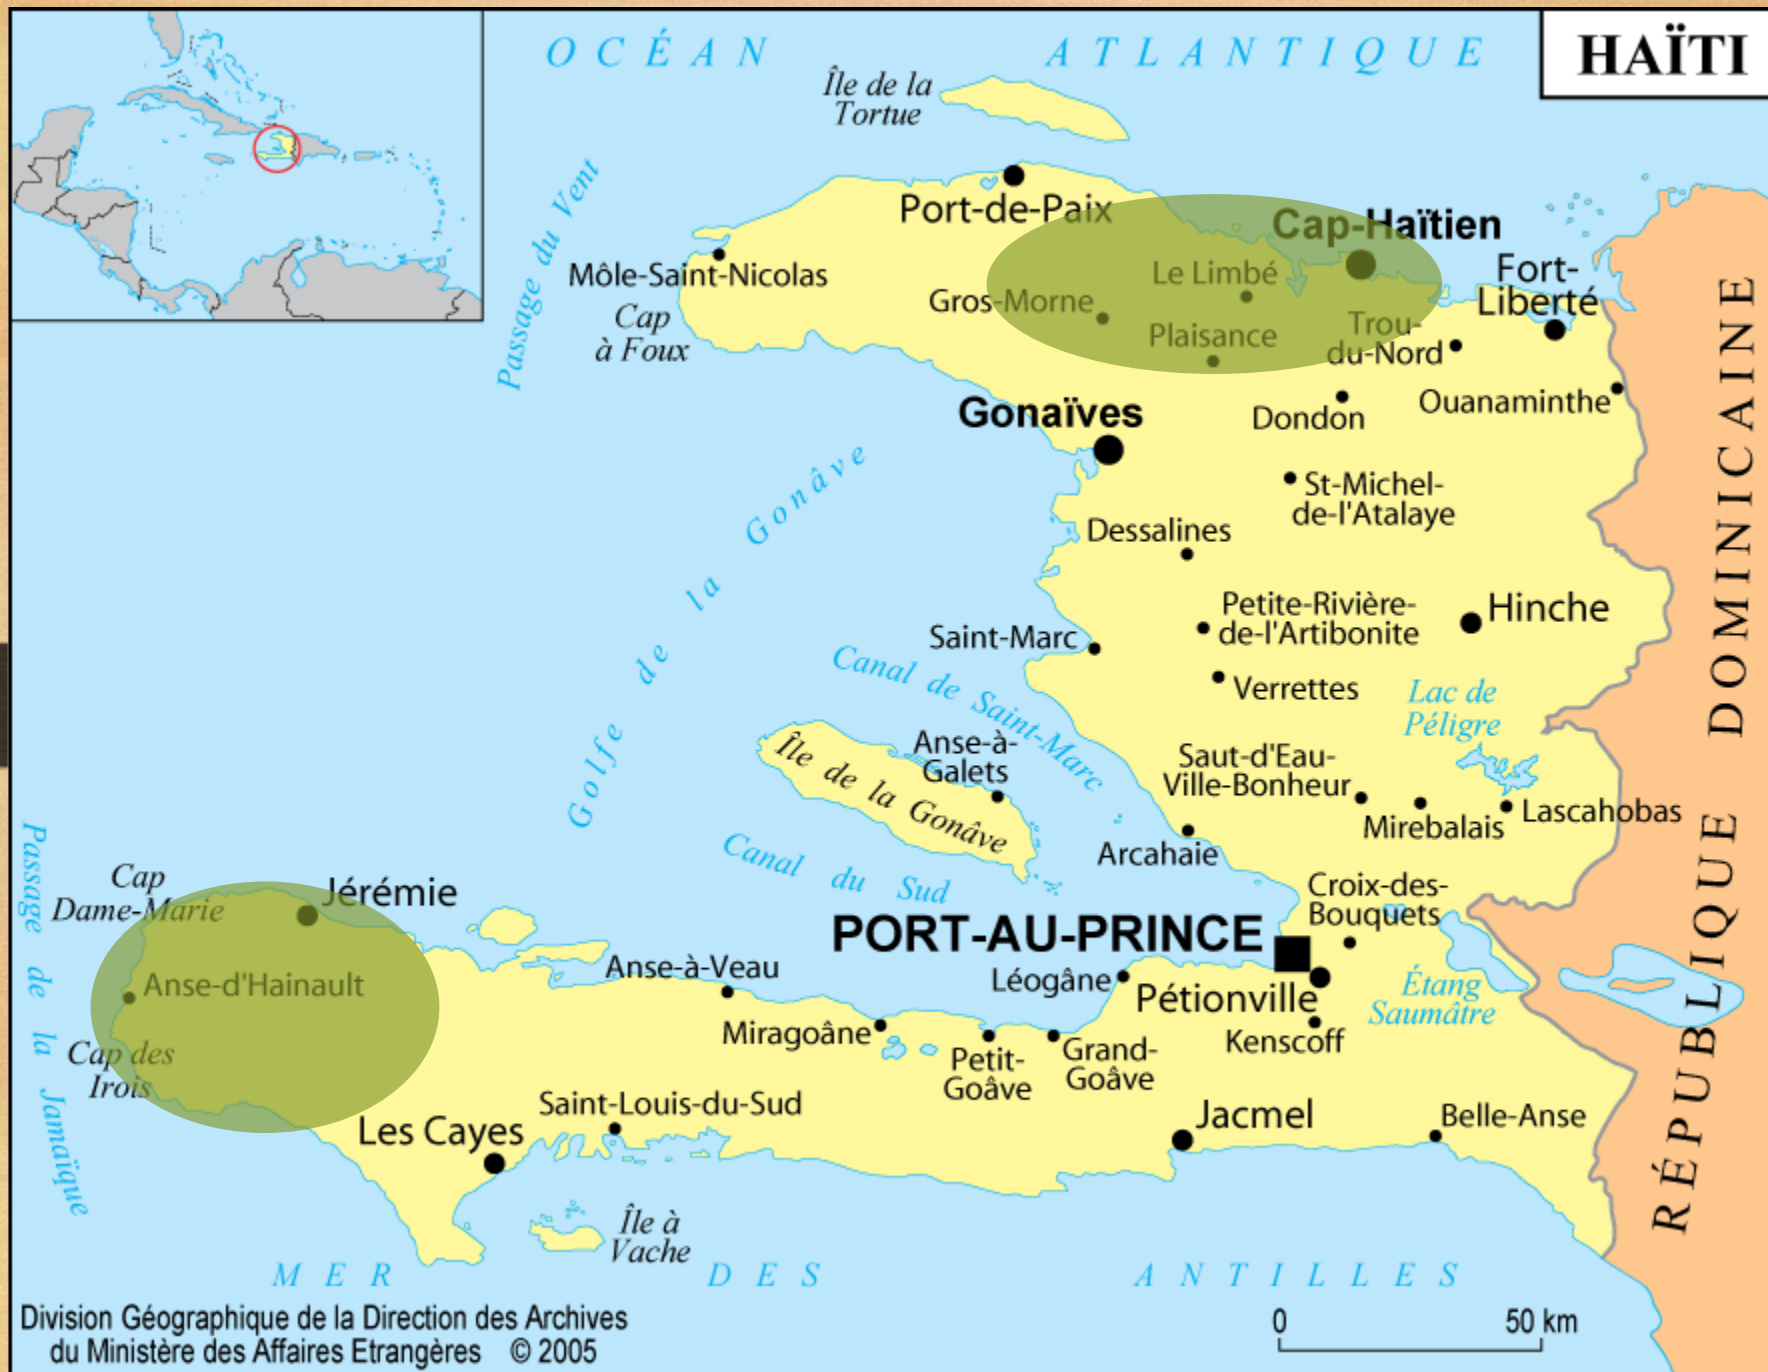 HAÏTI
OCÉAN ATLANTIQUE
Île de la
Tortue
Passage du Vent
Port-de-Paix
Cap-Haïtien
Môle-Saint-Nicolas
Le Limbé
Fort-
Liberté
Gros-Morne
Cap
à Foux
Plaisance
Trou-
du-Nord
Gonaïves
Dondon
Ouanaminthe
St-Michel-
de-l'Atalaye
Golfe de la Gonâve
Dessalines
RÉPUBLIQUE DOMINICAINE
Petite-Rivière-
de-l'Artibonite
Hinche
Saint-Marc
Canal de Saint-Marc
Verrettes
Lac de
Péligre
Anse-à-
Galets
Île de la Gonâve
Saut-d'Eau-
Ville-Bonheur
Mirebalais
Lascahobas
Arcahaie
Canal du Sud
Passage de la Jamaïque
Cap
Dame-Marie
Jérémie
Croix-des-
Bouquets
PORT-AU-PRINCE
Anse-à-Veau
Léogâne
Pétionville
Étang
Saumâtre
Anse-d'Hainault
Miragoâne
Petit-
Goâve
Grand-
Goâve
Kenscoff
Cap des
Irois
Saint-Louis-du-Sud
Les Cayes
Jacmel
Belle-Anse
Île à
Vache
MER DES ANTILLES
Division Géographique de la Direction des Archives
du Ministère des Affaires Etrangères © 2005
0 50 km